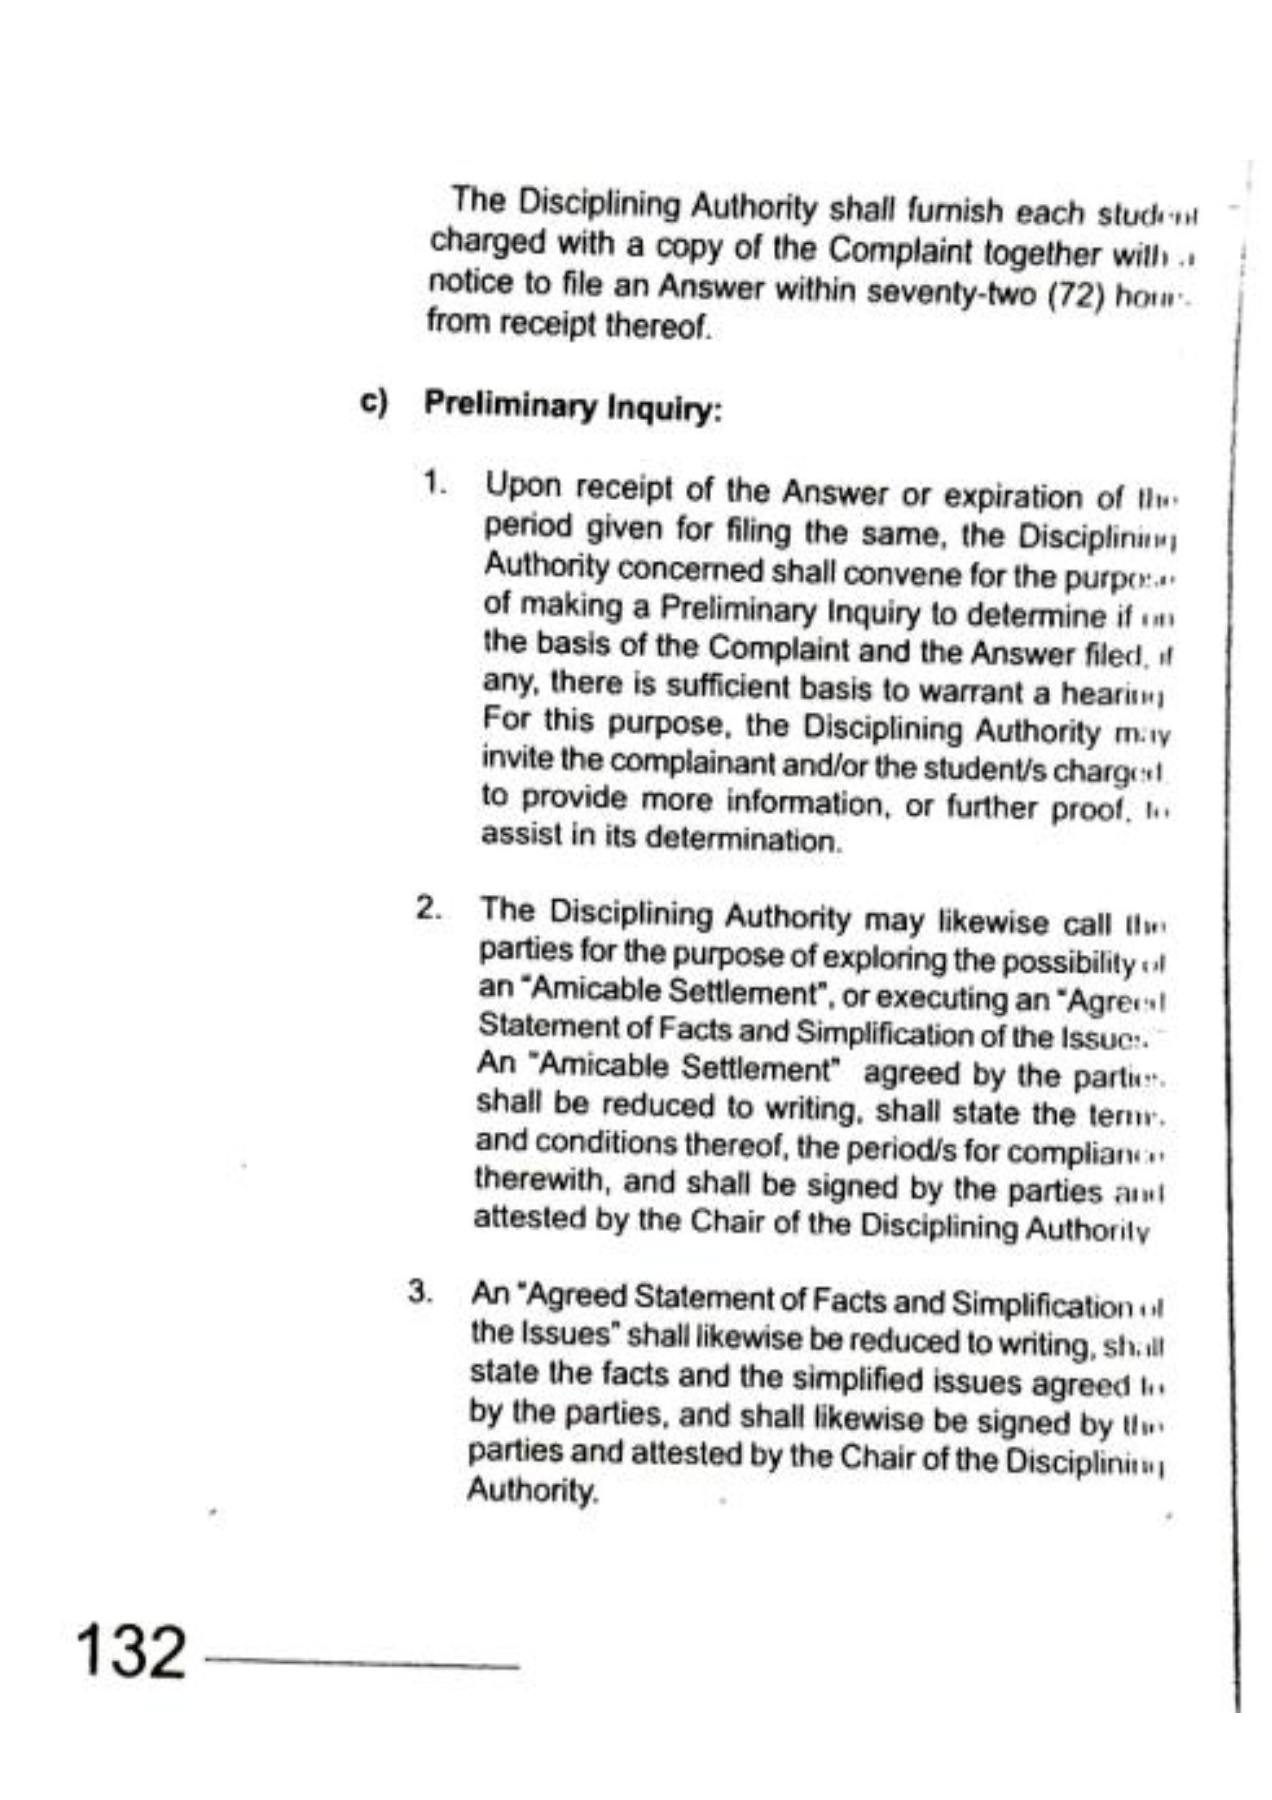 The Disciplining Authority shall furnish each student
charged with a copy of the Complaint together with a
notice to file an Answer within seventy-two (72) hours
from receipt thereof.
c) Preliminary Inquiry:
1. Upon receipt of the Answer or expiration of the
period given for filing the same, the Disciplining
Authority concerned shall convene for the purpose
of making a Preliminary Inquiry to determine if on
the basis of the Complaint and the Answer filed, if
any, there is sufficient basis to warrant a hearing
For this purpose, the Disciplining Authority may
invite the complainant and/or the student/s charged
to provide more information, or further proof, to
assist in its determination.
2. The Disciplining Authority may likewise call the
parties for the purpose of exploring the possibility of
an "Amicable Settlement", or executing an "Agreed
Statement of Facts and Simplification of the Issues."
An "Amicable Settlement" agreed by the parties
shall be reduced to writing, shall state the terms
and conditions thereof, the period/s for compliance
therewith, and shall be signed by the parties and
attested by the Chair of the Disciplining Authority
3. An "Agreed Statement of Facts and Simplification of
the Issues" shall likewise be reduced to writing, shall
state the facts and the simplified issues agreed to
by the parties, and shall likewise be signed by the
parties and attested by the Chair of the Disciplining
Authority.
132